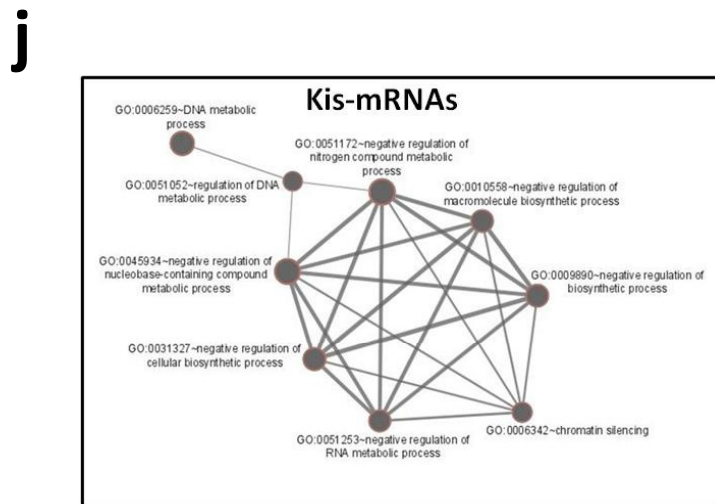 j
Kis-mRNAs
GO:0006259~DNA metabolic
process
GO:0051172~negative regulation of
nitrogen compound metabolic
process
GO:0051052~regulation of DNA
metabolic process
GO:0010558~negative regulation of
macromolecule biosynthetic process
GO:0045934~negative regulation of
nucleobase-containing compound
metabolic process
GO:0009890~negative regulation of
biosynthetic process
GO:0031327~negative regulation of
cellular biosynthetic process
GO:0006342~chromatin silencing
GO:0051253~negative regulation of
RNA metabolic process